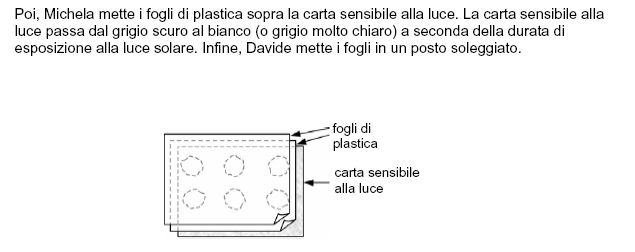 Poi, Michela mette i fogli di plastica sopra la carta sensibile alla luce. La carta sensibile alla
luce passa dal grigio scuro al bianco (o grigio molto chiaro) a seconda della durata di
esposizione alla luce solare. Infine, Davide mette i fogli in un posto soleggiato.
fogli di
plastica
carta sensibile
alla luce